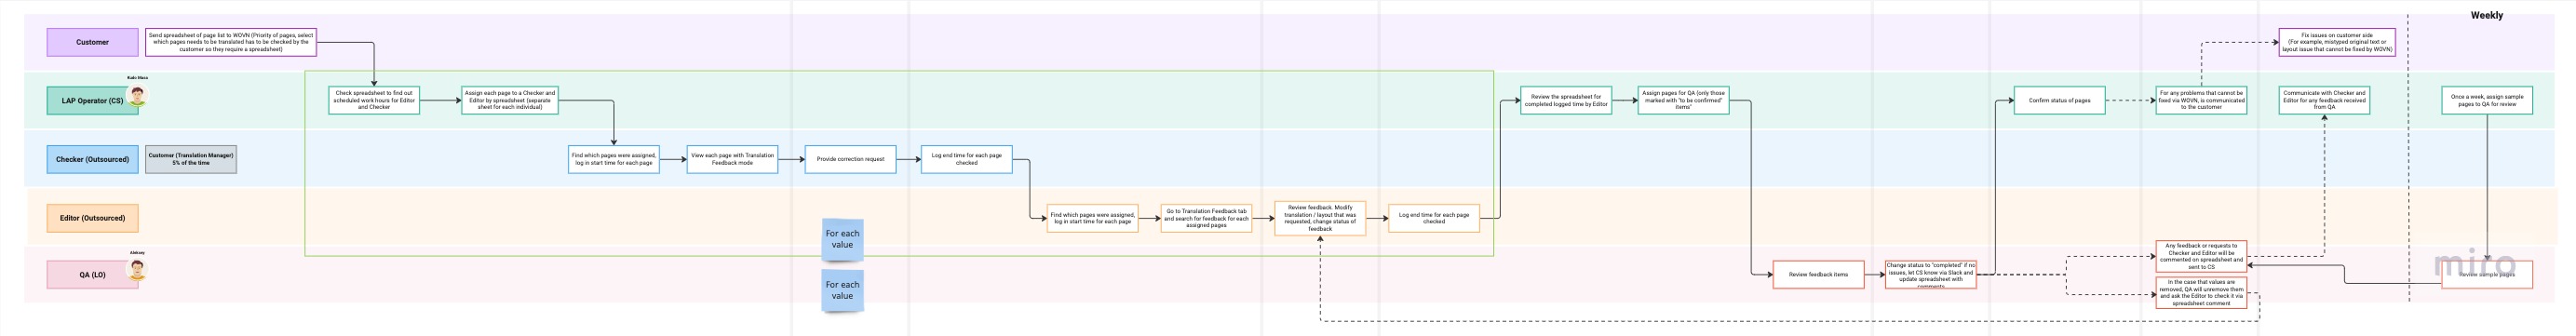 Weekly
Customer
Send spreadsheet of page list to WOVN (Priority of pages, select
which pages needs to be translated has to be checked by the
customer so they require a spreadsheet)
Fix issues on customer side
(For example, mistyped original text or
layout issue that cannot be fixed by WOVN)
LAP Operator (CS)
Check spreadsheet to find out
scheduled work hours for Editor
and Checker
Assign each page to a Checker and
Editor by spreadsheet (separate
sheet for each individual)
Review the spreadsheet for
completed logged time by Editor
Assign pages for QA (only those
marked with "to be confirmed"
items"
Confirm status of pages
For any problems that cannot be
fixed via WOVN, is communicated
to the customer
Communicate with Checker and
Editor for any feedback received
from QA
Once a week, assign sample
pages to QA for review
Checker (Outsourced)
Customer (Translation Manager)
5% of the time
Find which pages were assigned,
log in start time for each page
View each page with Translation
Feedback mode
Provide correction request
Log end time for each page
checked
Editor (Outsourced)
Find which pages were assigned,
log in start time for each page
Go to Translation Feedback tab
and search for feedback for each
assigned pages
Review feedback. Modify
translation / layout that was
requested, change status of
feedback
Log end time for each page
checked
For each
value
For each
value
Aleksey
QA (LO)
Review feedback items
Change status to "completed" if no
issues, let CS know via Slack and
update spreadsheet with
comments
Any feedback or requests to
Checker and Editor will be
commented on spreadsheet and
sent to CS
In the case that values are
removed, QA will unremove them
and ask the Editor to check it via
spreadsheet comment
Review sample pages
miro